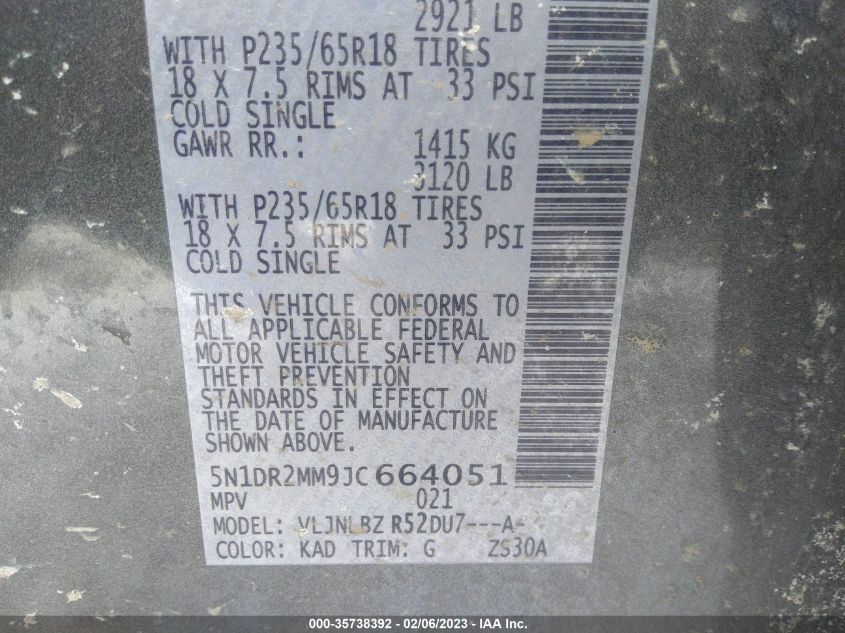 2921 LB
WITH P235/65R18 TIRES
18 X 7.5 RIMS AT 33 PSI
COLD SINGLE
GAWR RR.: 1415 KG
3120 LB
WITH P235/65R18 TIRES
18 X 7.5 RIMS AT 33 PSI
COLD SINGLE
THIS VEHICLE CONFORMS TO
ALL APPLICABLE FEDERAL
MOTOR VEHICLE SAFETY AND
THEFT PREVENTION
STANDARDS IN EFFECT ON
THE DATE OF MANUFACTURE
SHOWN ABOVE.
5N1DR2MM9JC664051
MPV 021
MODEL: VLJNLBZ R52DU7---A-
COLOR: KAD TRIM: G ZS30A
000-35738392 - 02/06/2023 - IAA Inc.